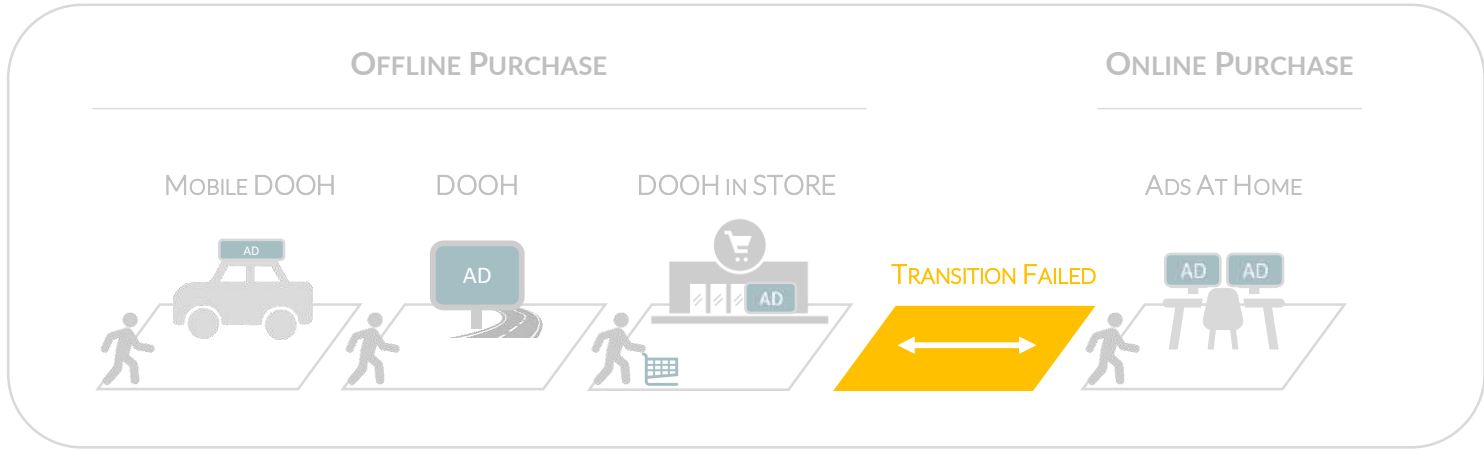 OFFLINE PURCHASE
ONLINE PURCHASE
MOBILE DOOH
DOOH
DOOH IN STORE
ADS AT HOME
AD
AD
AD
TRANSITION FAILED
AD
AD